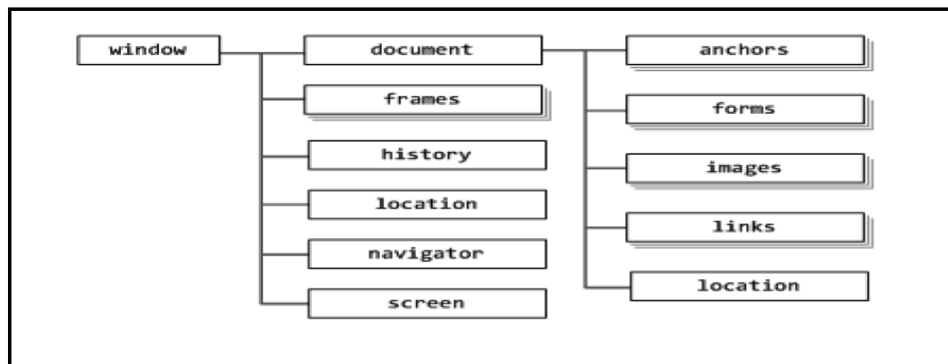 window
document
anchors
frames
forms
history
images
location
links
navigator
location
screen